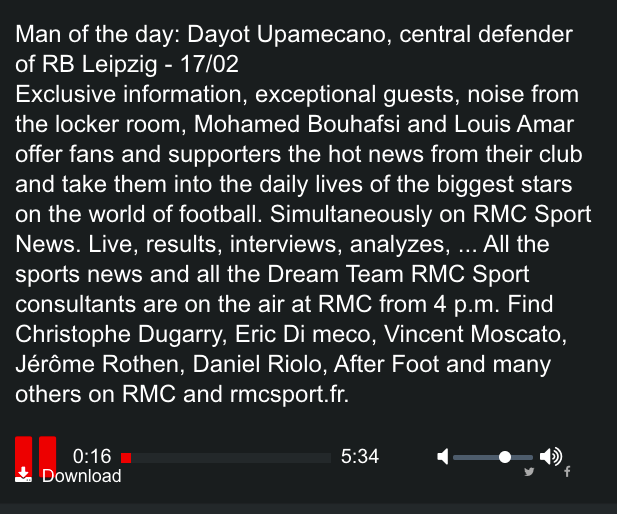 Man of the day: Dayot Upamecano, central defender
of RB Leipzig - 17/02
Exclusive information, exceptional guests, noise from
the locker room, Mohamed Bouhafsi and Louis Amar
offer fans and supporters the hot news from their club
and take them into the daily lives of the biggest stars
on the world of football. Simultaneously on RMC Sport
News. Live, results, interviews, analyzes, ... All the
sports news and all the Dream Team RMC Sport
consultants are on the air at RMC from 4 p.m. Find
Christophe Dugarry, Eric Di meco, Vincent Moscato,
Jérôme Rothen, Daniel Riolo, After Foot and many
others on RMC and rmcsport.fr.
0:16 5:34
Download